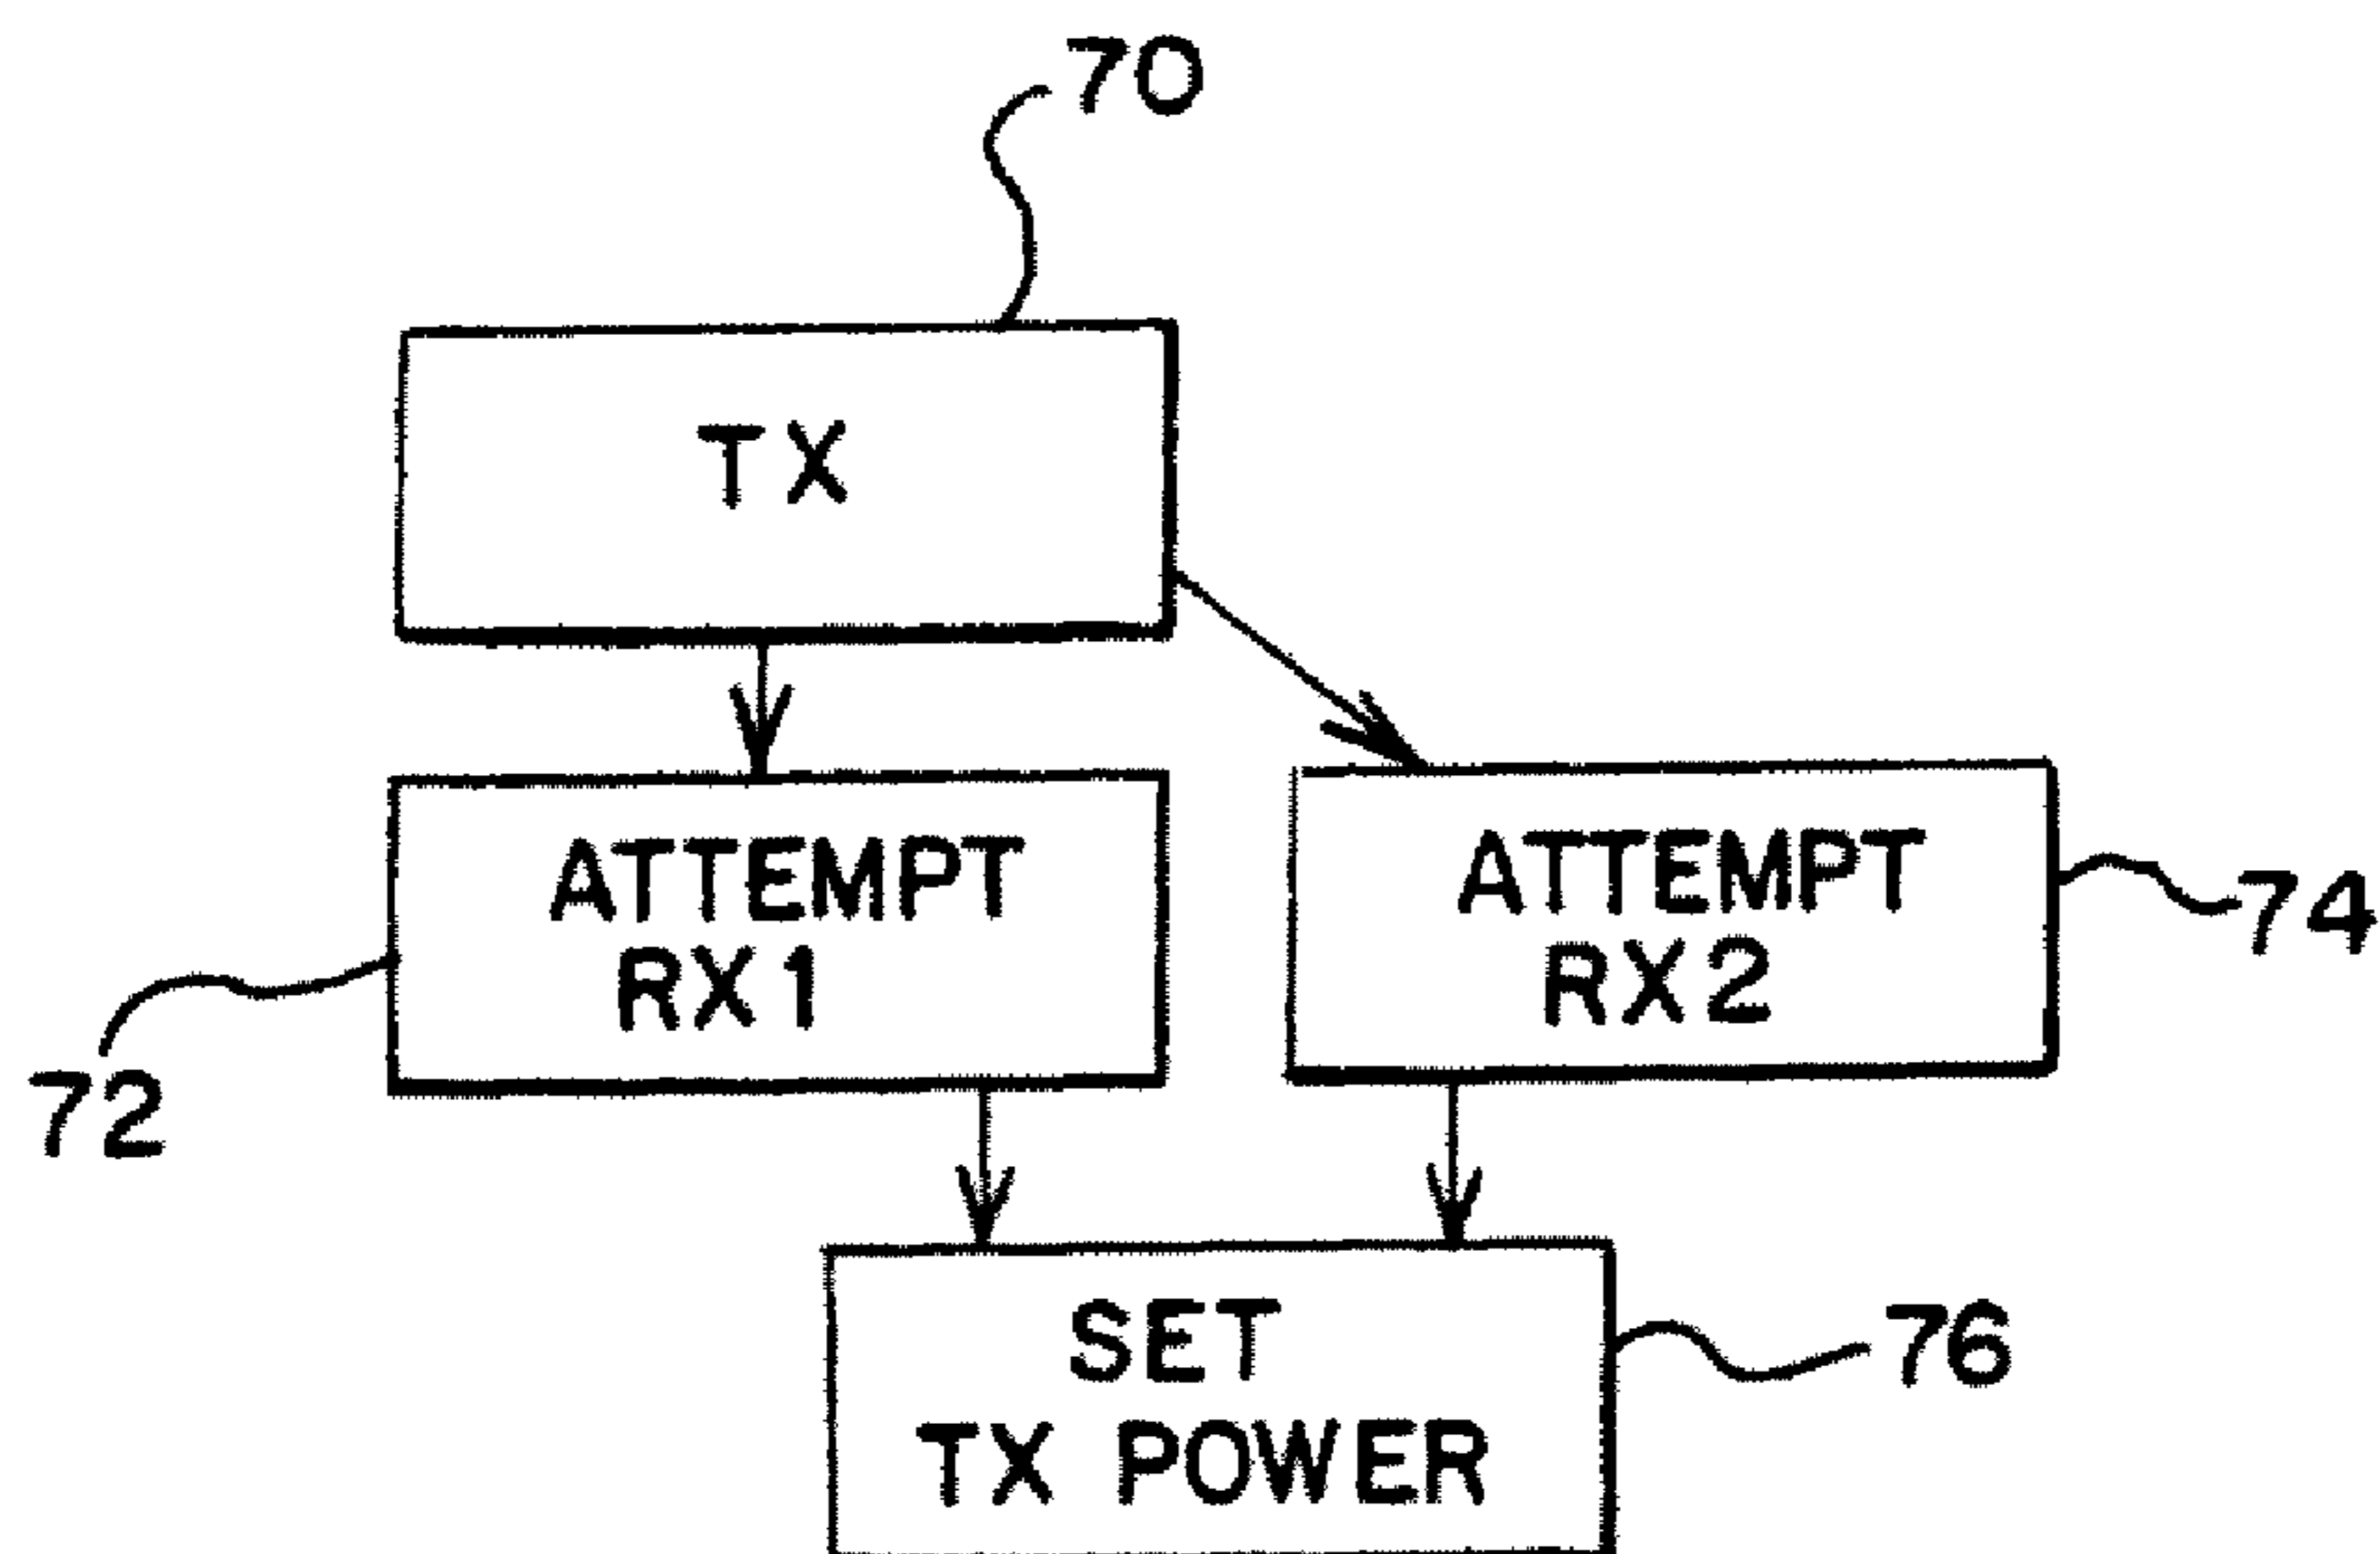 70
TX
ATTEMPT
RX1
72
ATTEMPT
RX2
74
SET
TX POWER
76